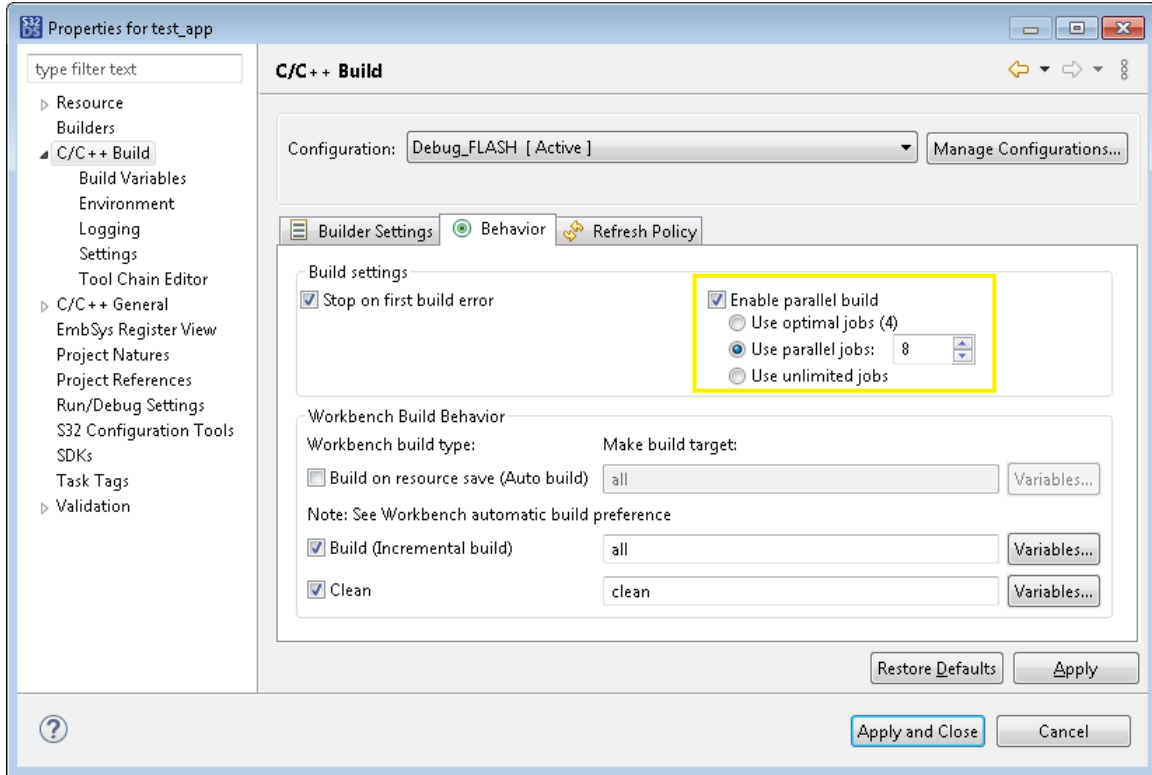 S32 DS Properties for test_app
type filter text
Resource
Builders
C/C++ Build
Build Variables
Environment
Logging
Settings
Tool Chain Editor
C/C++ General
EmbSys Register View
Project Natures
Project References
Run/Debug Settings
S32 Configuration Tools
SDKs
Task Tags
Validation
C/C++ Build
Configuration: Debug_FLASH [ Active ] Manage Configurations...
Builder Settings Behavior Refresh Policy
Build settings
Stop on first build error Enable parallel build
Use optimal jobs (4)
Use parallel jobs: 8
Use unlimited jobs
Workbench Build Behavior
Workbench build type: Make build target:
Build on resource save (Auto build) all Variables...
Note: See Workbench automatic build preference
Build (Incremental build) all Variables...
Clean clean Variables...
Restore Defaults Apply
? Apply and Close Cancel